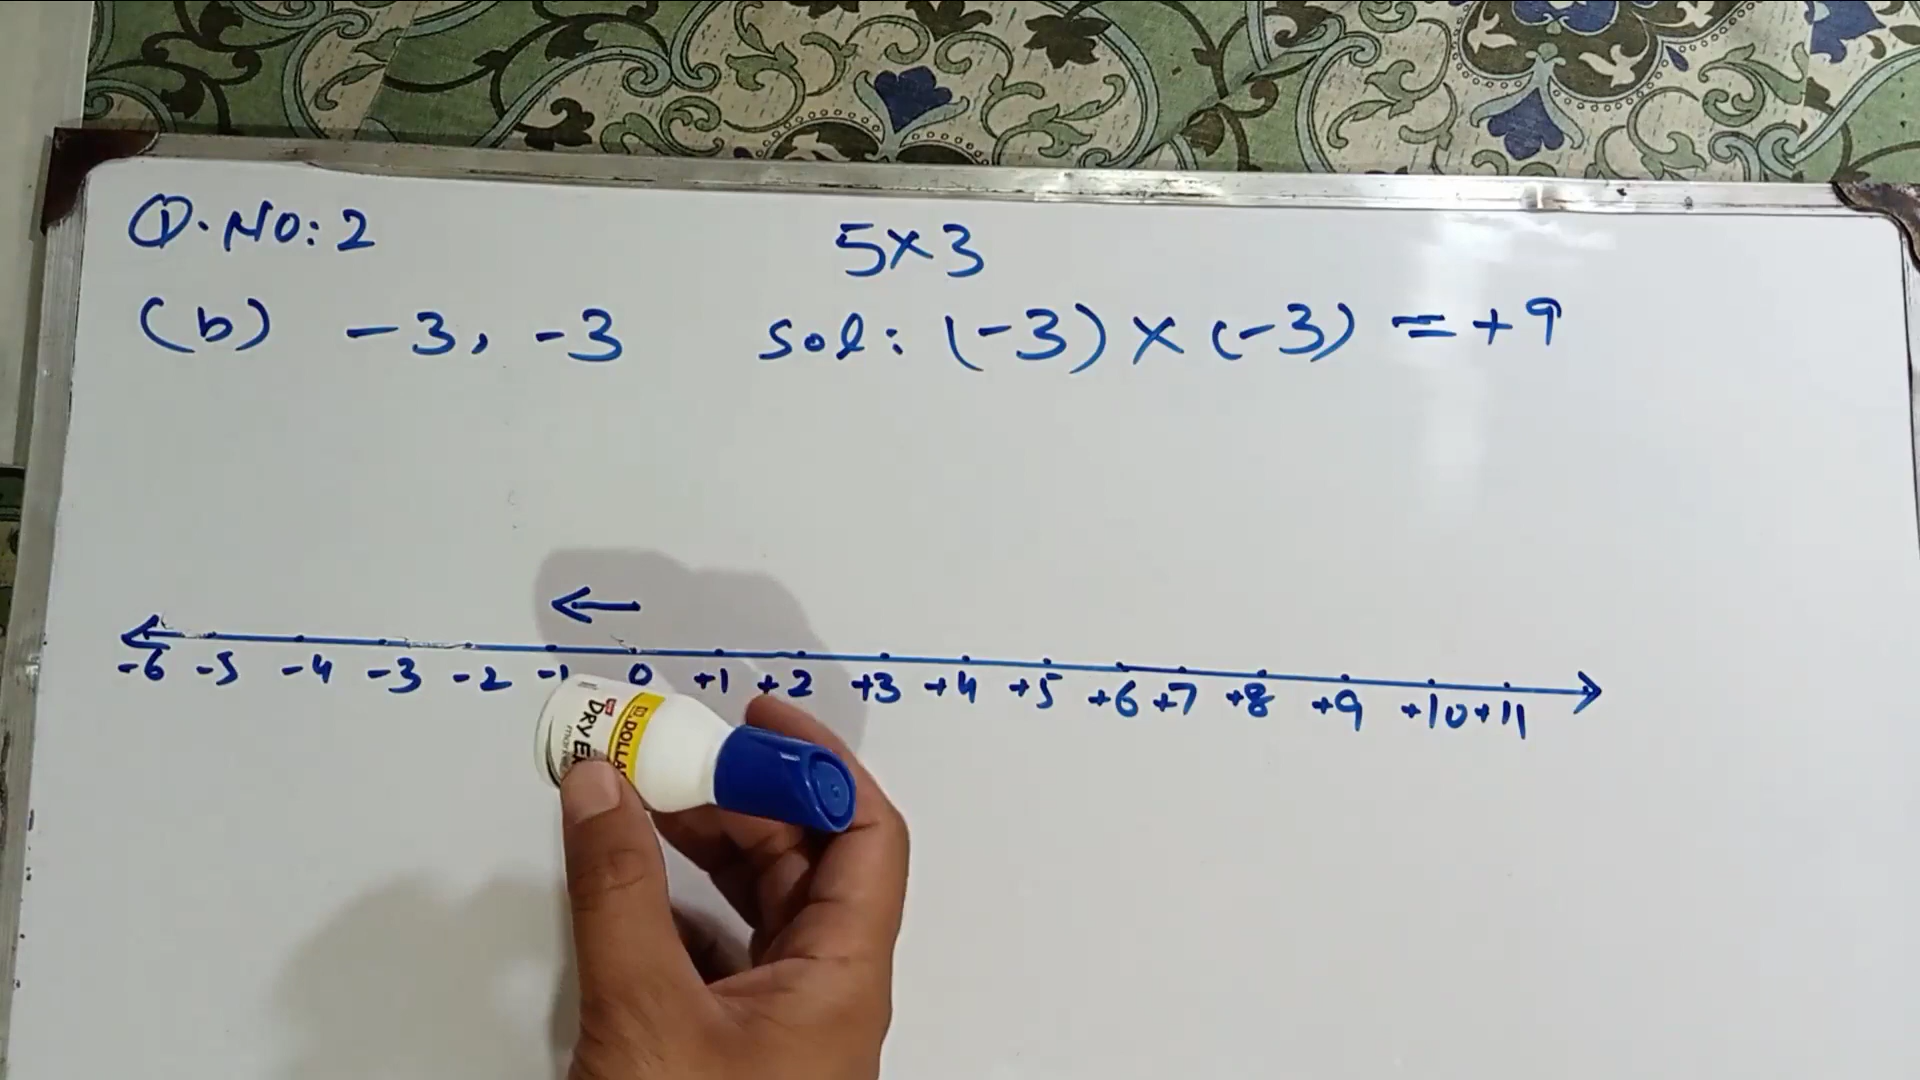 Q.NO:2
5×3
(b) -3, -3 Sol: (-3) × (-3) = +9
-6 -5 -4 -3 -2 -1 0 +1 +2 +3 +4 +5 +6 +7 +8 +9 +10 +11
DOLLA
DRY